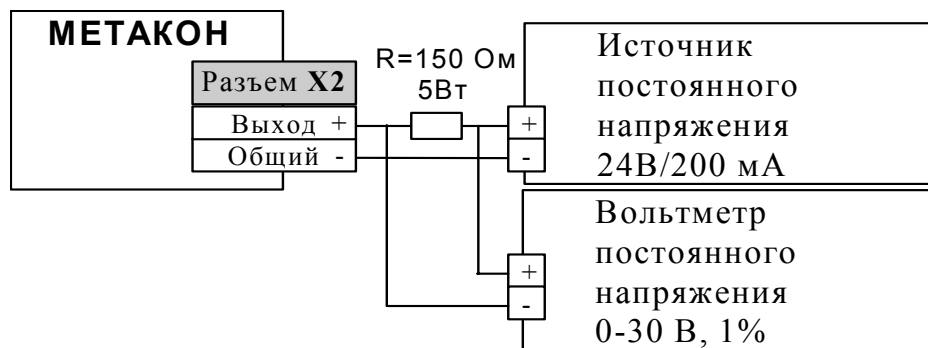 МЕТАКОН
Разъем X2
Выход +
Общий -
R=150 Ом
5Вт
+
-
Источник
постоянного
напряжения
24В/200 мА
+
-
Вольтметр
постоянного
напряжения
0-30 В, 1%